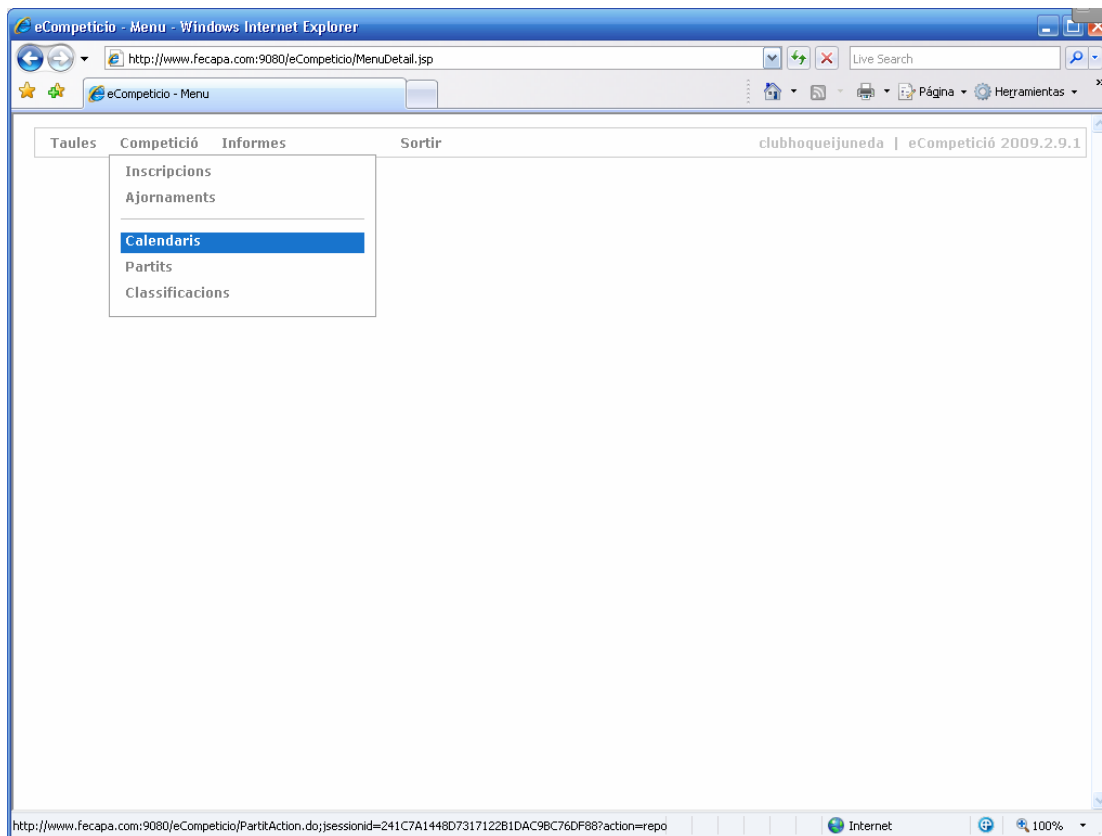 eCompeticio - Menu - Windows Internet Explorer
http://www.fecapa.com:9080/eCompeticio/MenuDetail.jsp
Live Search
eCompeticio - Menu
Página
Herramientas
Taules Competició Informes Sortir clubhoqueijuneda | eCompetició 2009.2.9.1
Inscripcions
Ajornaments
Calendaris
Partits
Classificacions
http://www.fecapa.com:9080/eCompeticio/PartitAction.do;jsessionid=241C7A1448D7317122B1DAC9BC76DF88?action=repo
Internet
100%